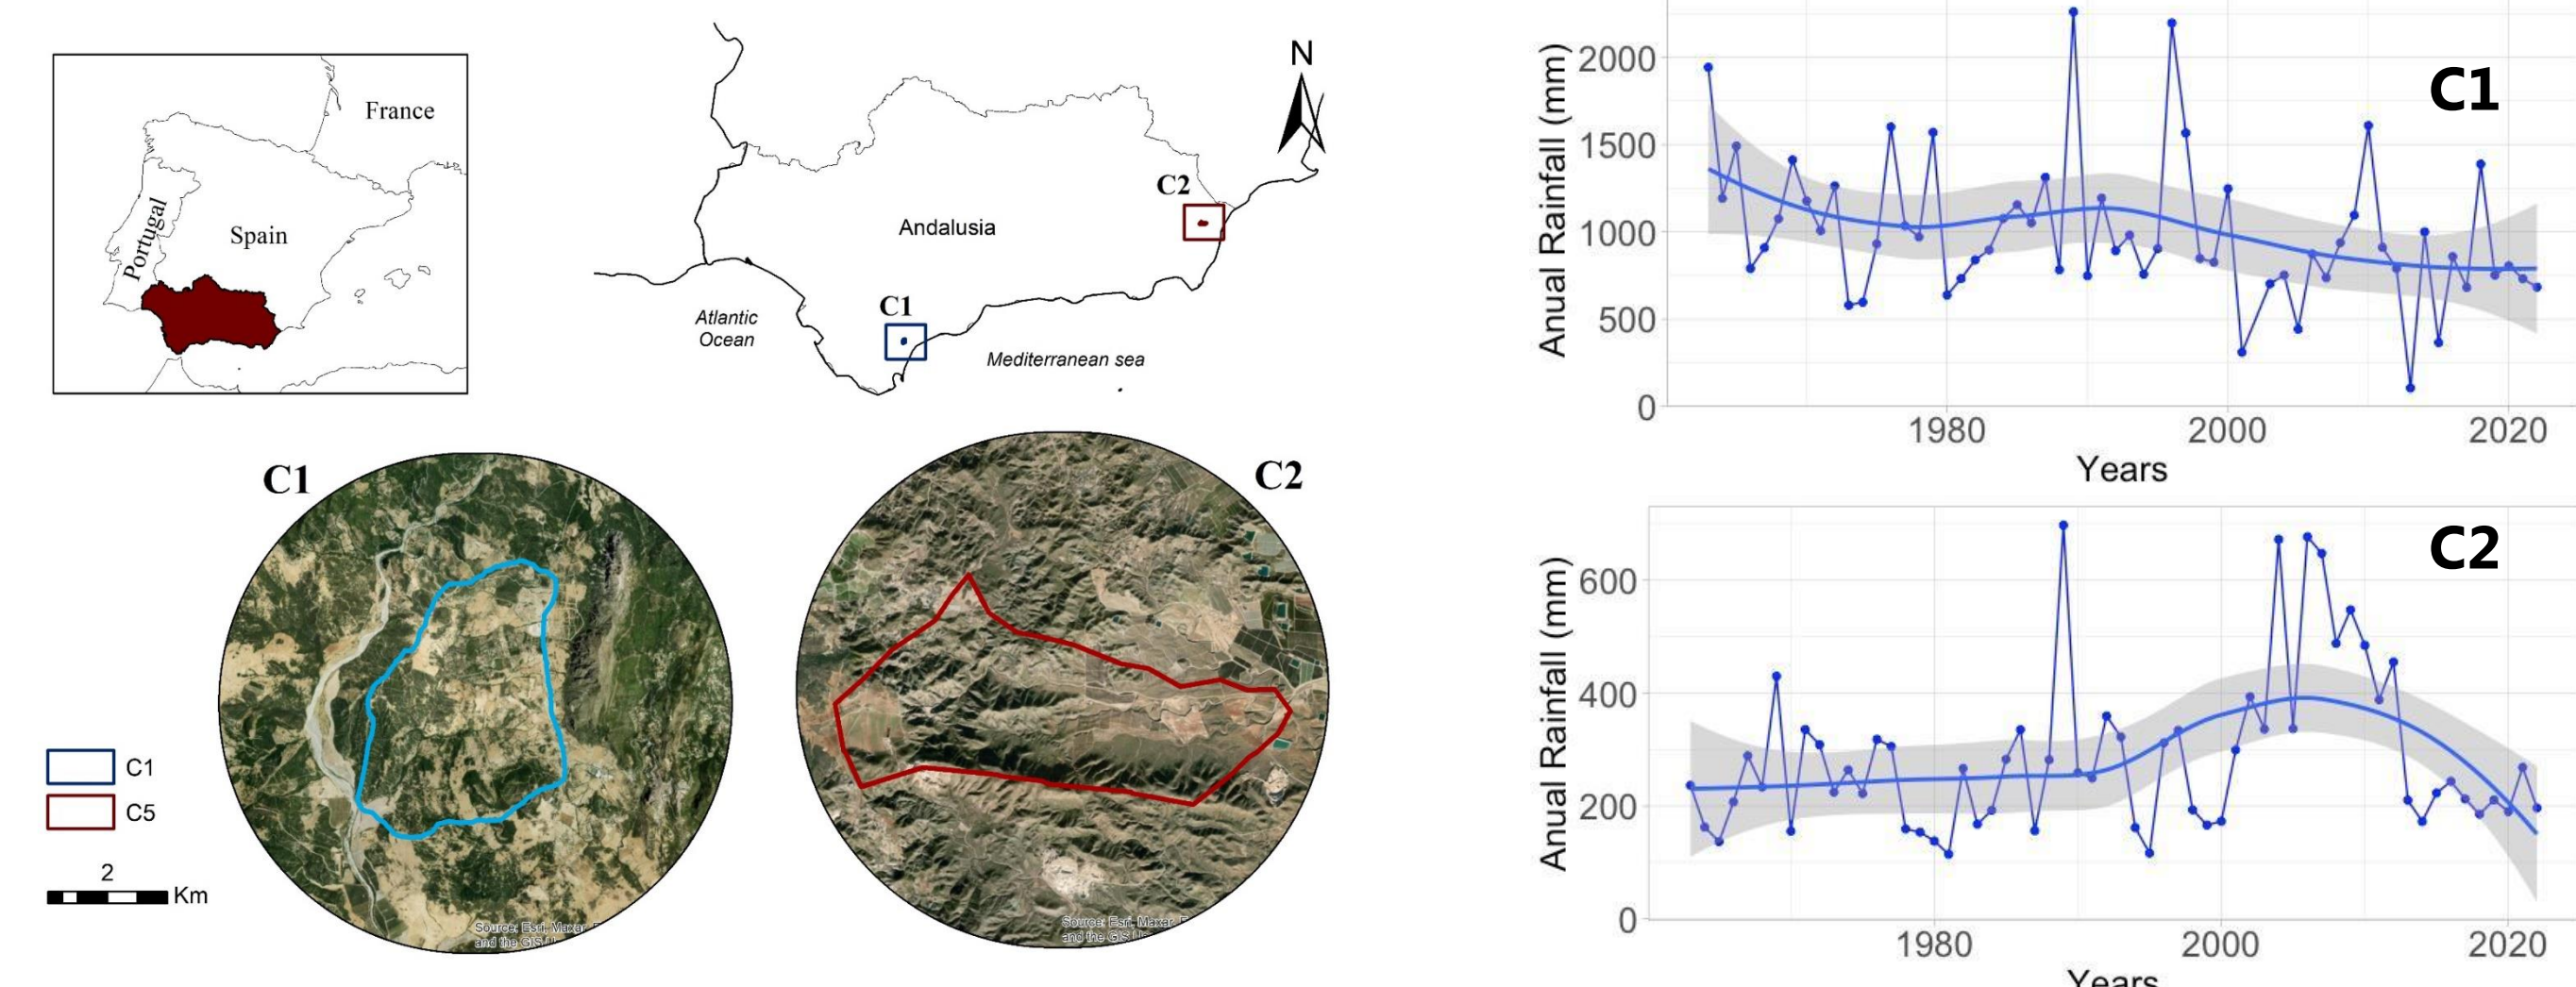 France
Portugal
Spain
N
C2
Andalusia
C1
Atlantic
Ocean
Mediterranean sea
C1
C2
C1
C5
2
Km
Source: Esri, Maxar,
and the GIS
Source: Esri, Maxar,
and the GIS
Anual Rainfall (mm)
2000
1500
1000
500
0
C1
1980
2000
2020
Years
Anual Rainfall (mm)
600
400
200
0
C2
1980
2000
2020
Years